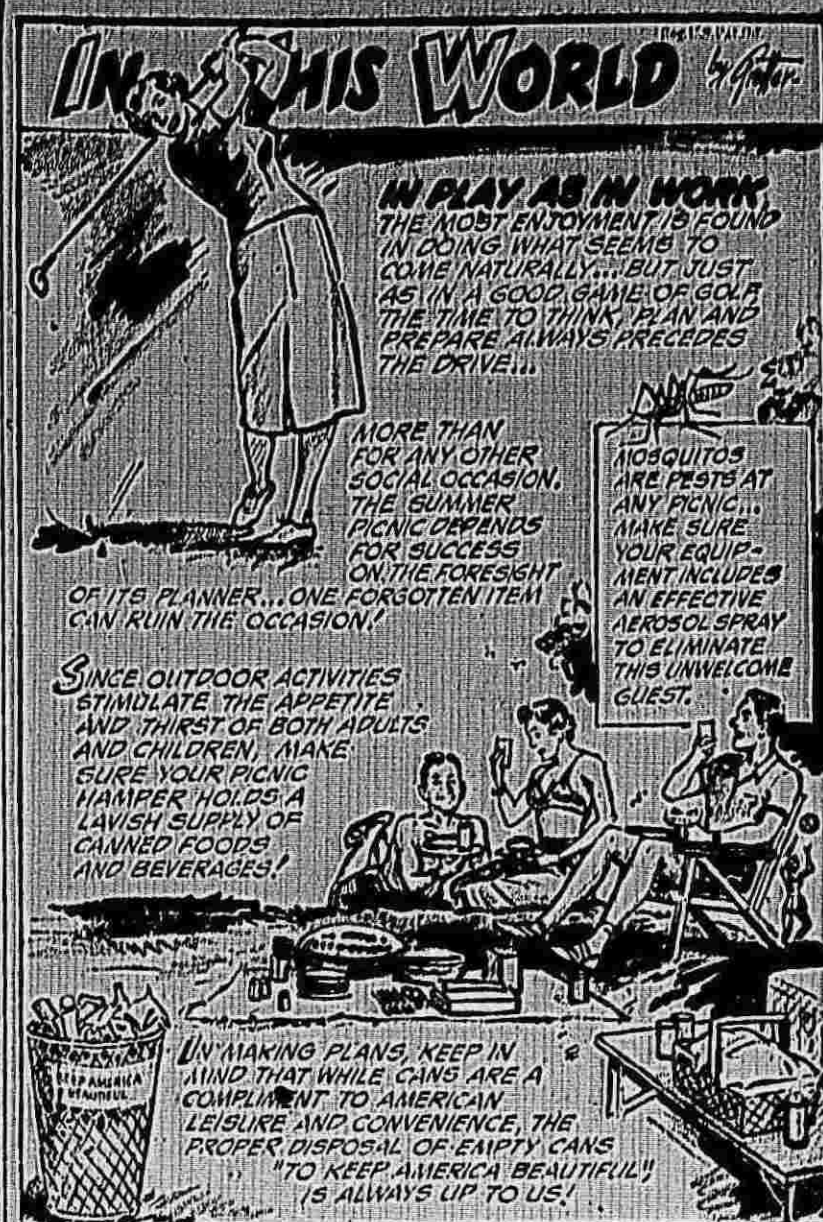 IN THIS WORLD by
IN PLAY AS IN WORK,
THE MOST ENJOYMENT IS FOUND
IN DOING WHAT SEEMS TO
COME NATURALLY... BUT JUST
AS IN A GOOD GAME OF GOLF
THE TIME TO THINK, PLAN AND
PREPARE ALWAYS PRECEDES
THE DRIVE...
MORE THAN
FOR ANY OTHER
SOCIAL OCCASION,
THE SUMMER
PICNIC DEPENDS
FOR SUCCESS
ON THE FORESIGHT
OF ITS PLANNER... ONE FORGOTTEN ITEM
CAN RUIN THE OCCASION!
MOSQUITOS
ARE PESTS AT
ANY PICNIC...
MAKE SURE
YOUR EQUIP-
MENT INCLUDES
AN EFFECTIVE
AEROSOL SPRAY
TO ELIMINATE
THIS UNWELCOME
GUEST.
SINCE OUTDOOR ACTIVITIES
STIMULATE THE APPETITE
AND THIRST OF BOTH ADULTS
AND CHILDREN, MAKE
SURE YOUR PICNIC
HAMPER HOLDS A
LAVISH SUPPLY OF
CANNED FOODS
AND BEVERAGES!
KEEP AMERICA
BEAUTIFUL
IN MAKING PLANS, KEEP IN
MIND THAT WHILE CANS ARE A
COMPLIMENT TO AMERICAN
LEISURE AND CONVENIENCE, THE
PROPER DISPOSAL OF EMPTY CANS
"TO KEEP AMERICA BEAUTIFUL"
IS ALWAYS UP TO US!